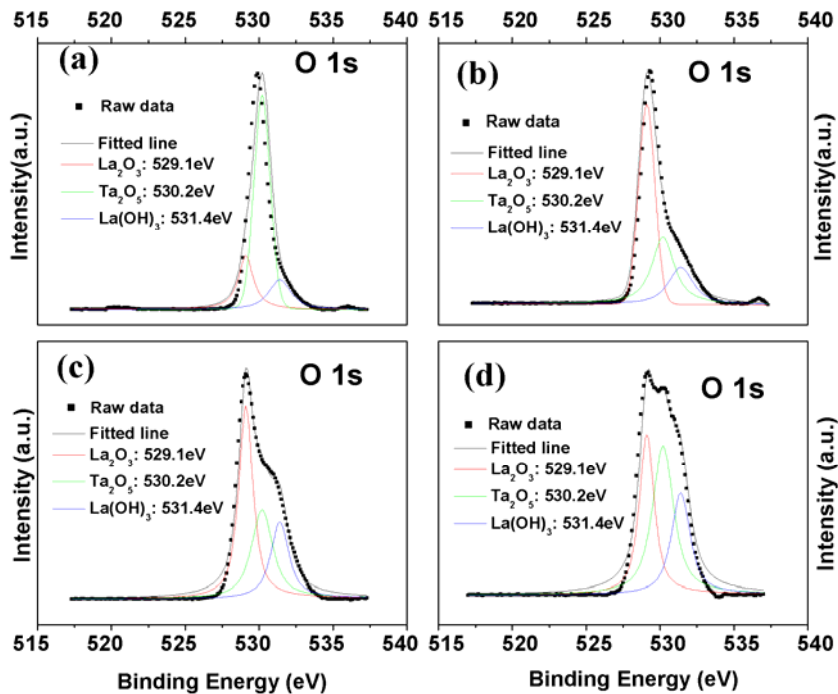 515 520 525 530 535 540 515 520 525 530 535 540
(a) O 1s
Raw data
Fitted line
La₂O₃: 529.1eV
Ta₂O₅: 530.2eV
La(OH)₃: 531.4eV
Intensity(a.u.)
(b) O 1s
Raw data
Fitted line
La₂O₃: 529.1eV
Ta₂O₅: 530.2eV
La(OH)₃: 531.4eV
Intensity(a.u.)
(c) O 1s
Raw data
Fitted line
La₂O₃: 529.1eV
Ta₂O₅: 530.2eV
La(OH)₃: 531.4eV
Intensity (a.u.)
(d) O 1s
Raw data
Fitted line
La₂O₃: 529.1eV
Ta₂O₅: 530.2eV
La(OH)₃: 531.4eV
Intensity (a.u.)
515 520 525 530 535 540 515 520 525 530 535 540
Binding Energy (eV) Binding Energy (eV)